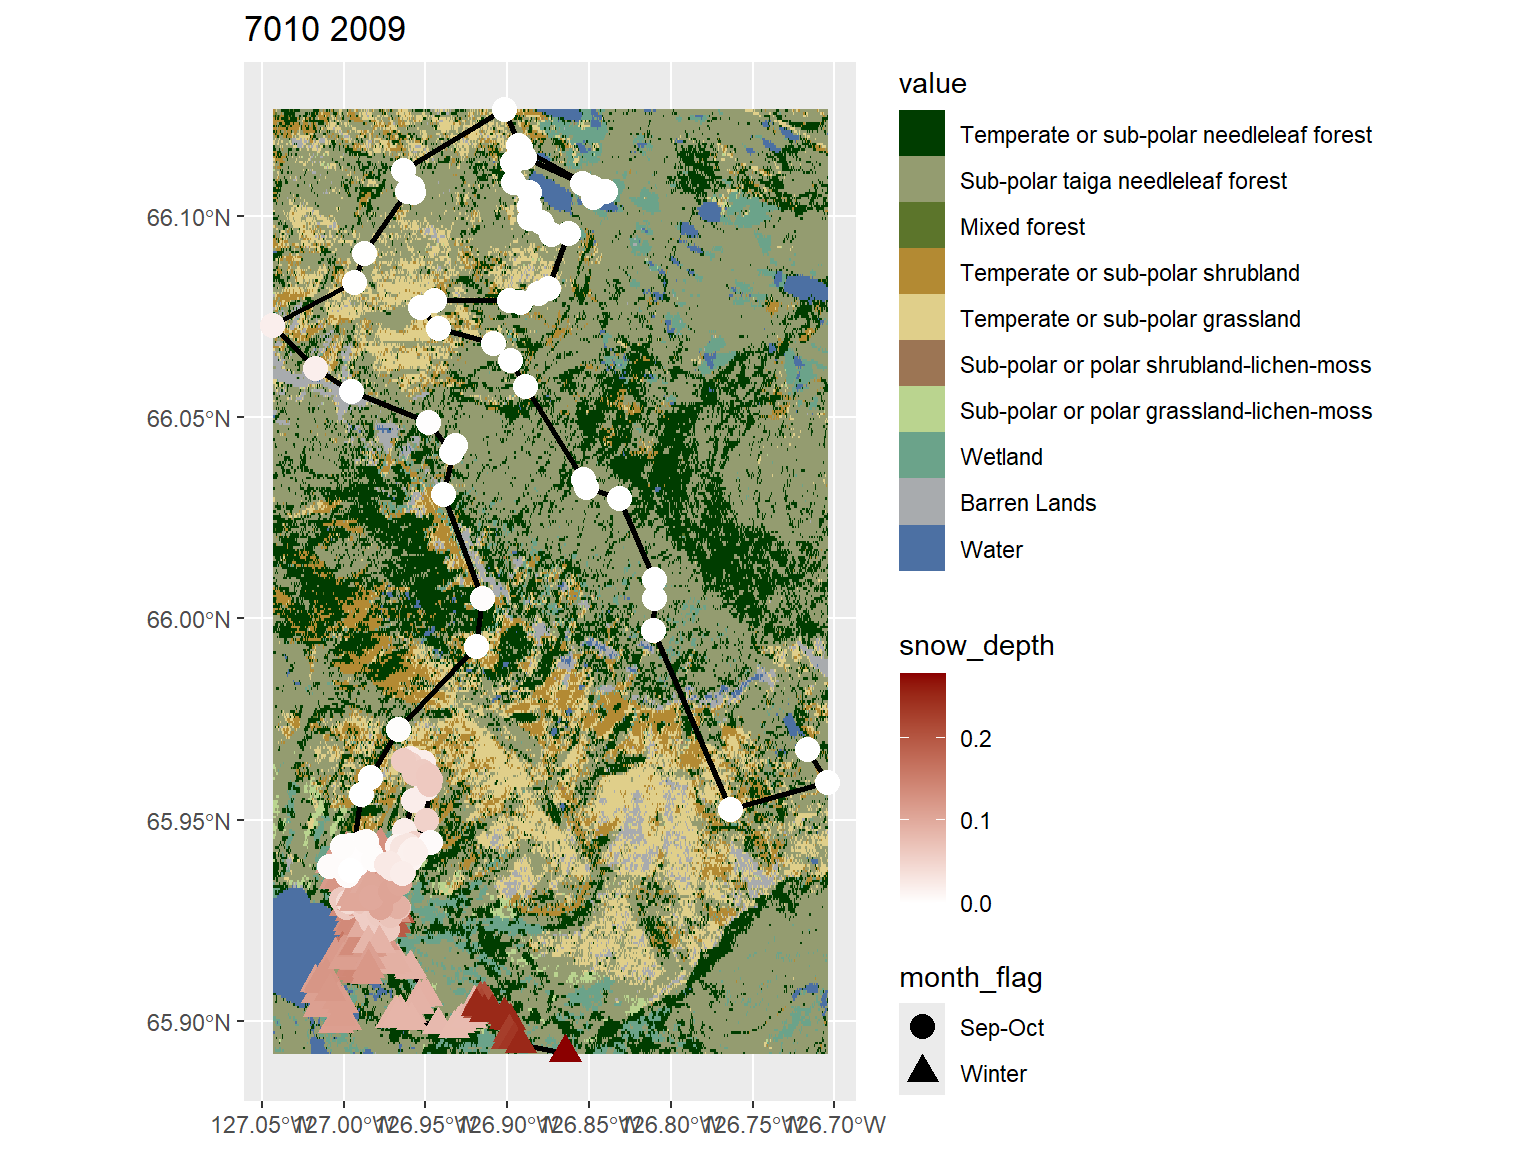 7010 2009
66.10°N
66.05°N
66.00°N
65.95°N
65.90°N
127.05°W
127.00°W
126.95°W
126.90°W
126.85°W
126.80°W
126.75°W
126.70°W
value
Temperate or sub-polar needleleaf forest
Sub-polar taiga needleleaf forest
Mixed forest
Temperate or sub-polar shrubland
Temperate or sub-polar grassland
Sub-polar or polar shrubland-lichen-moss
Sub-polar or polar grassland-lichen-moss
Wetland
Barren Lands
Water
snow_depth
0.2
0.1
0.0
month_flag
Sep-Oct
Winter